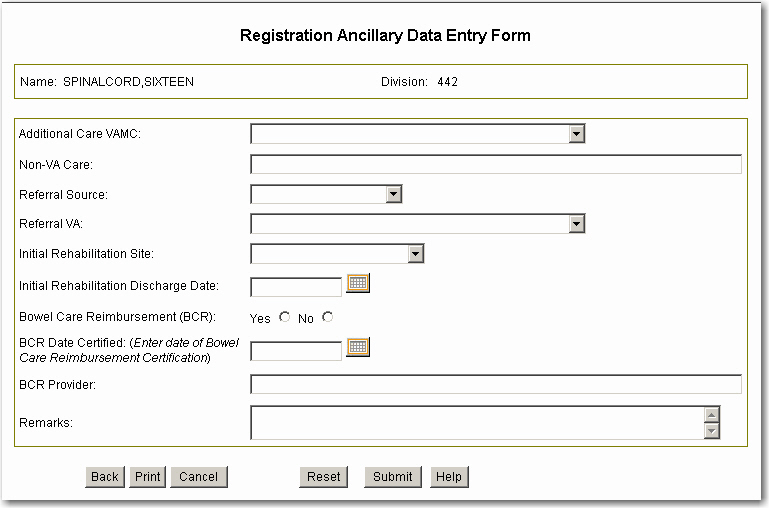 Registration Ancillary Data Entry Form
Name: SPINALCORD,SIXTEEN Division: 442
Additional Care VAMC:
Non-VA Care:
Referral Source:
Referral VA:
Initial Rehabilitation Site:
Initial Rehabilitation Discharge Date:
Bowel Care Reimbursement (BCR): Yes No
BCR Date Certified: (Enter date of Bowel
Care Reimbursement Certification)
BCR Provider:
Remarks:
Back Print Cancel Reset Submit Help